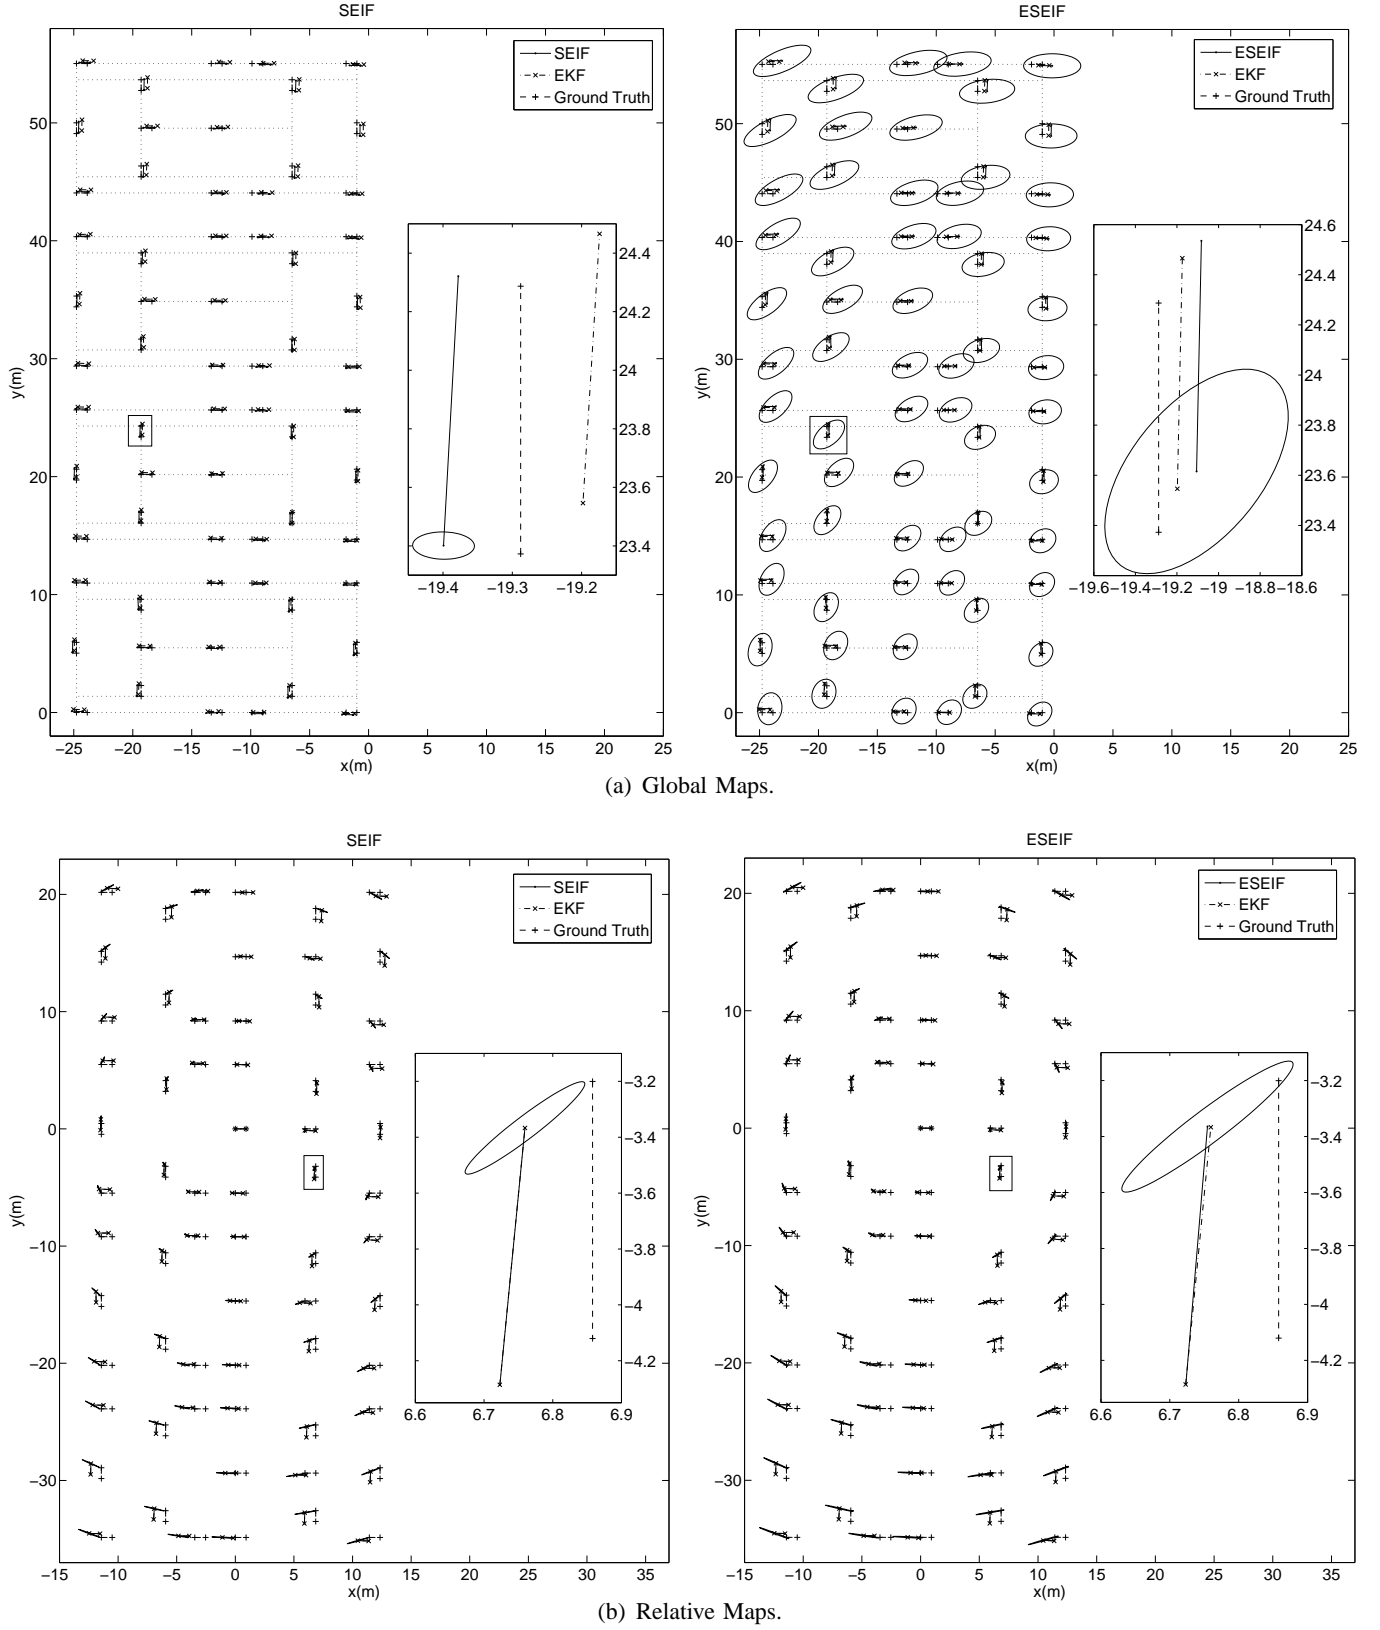 SEIF
SEIF
EKF
Ground Truth
50
40
30
20
10
0
y(m)
24.4
24.2
24
23.8
23.6
23.4
−19.4 −19.3 −19.2
−25 −20 −15 −10 −5 0 5 10 15 20 25
x(m)
ESEIF
ESEIF
EKF
Ground Truth
50
40
30
20
10
0
y(m)
24.6
24.4
24.2
24
23.8
23.6
23.4
−19.6 −19.4 −19.2 −19 −18.8 −18.6
−25 −20 −15 −10 −5 0 5 10 15 20 25
x(m)
(a) Global Maps.
SEIF
SEIF
EKF
Ground Truth
20
10
0
−10
−20
−30
y(m)
−3.2
−3.4
−3.6
−3.8
−4
−4.2
6.6 6.7 6.8 6.9
−15 −10 −5 0 5 10 15 20 25 30 35
x(m)
ESEIF
ESEIF
EKF
Ground Truth
20
10
0
−10
−20
−30
y(m)
−3.2
−3.4
−3.6
−3.8
−4
−4.2
6.6 6.7 6.8 6.9
−15 −10 −5 0 5 10 15 20 25 30 35
x(m)
(b) Relative Maps.